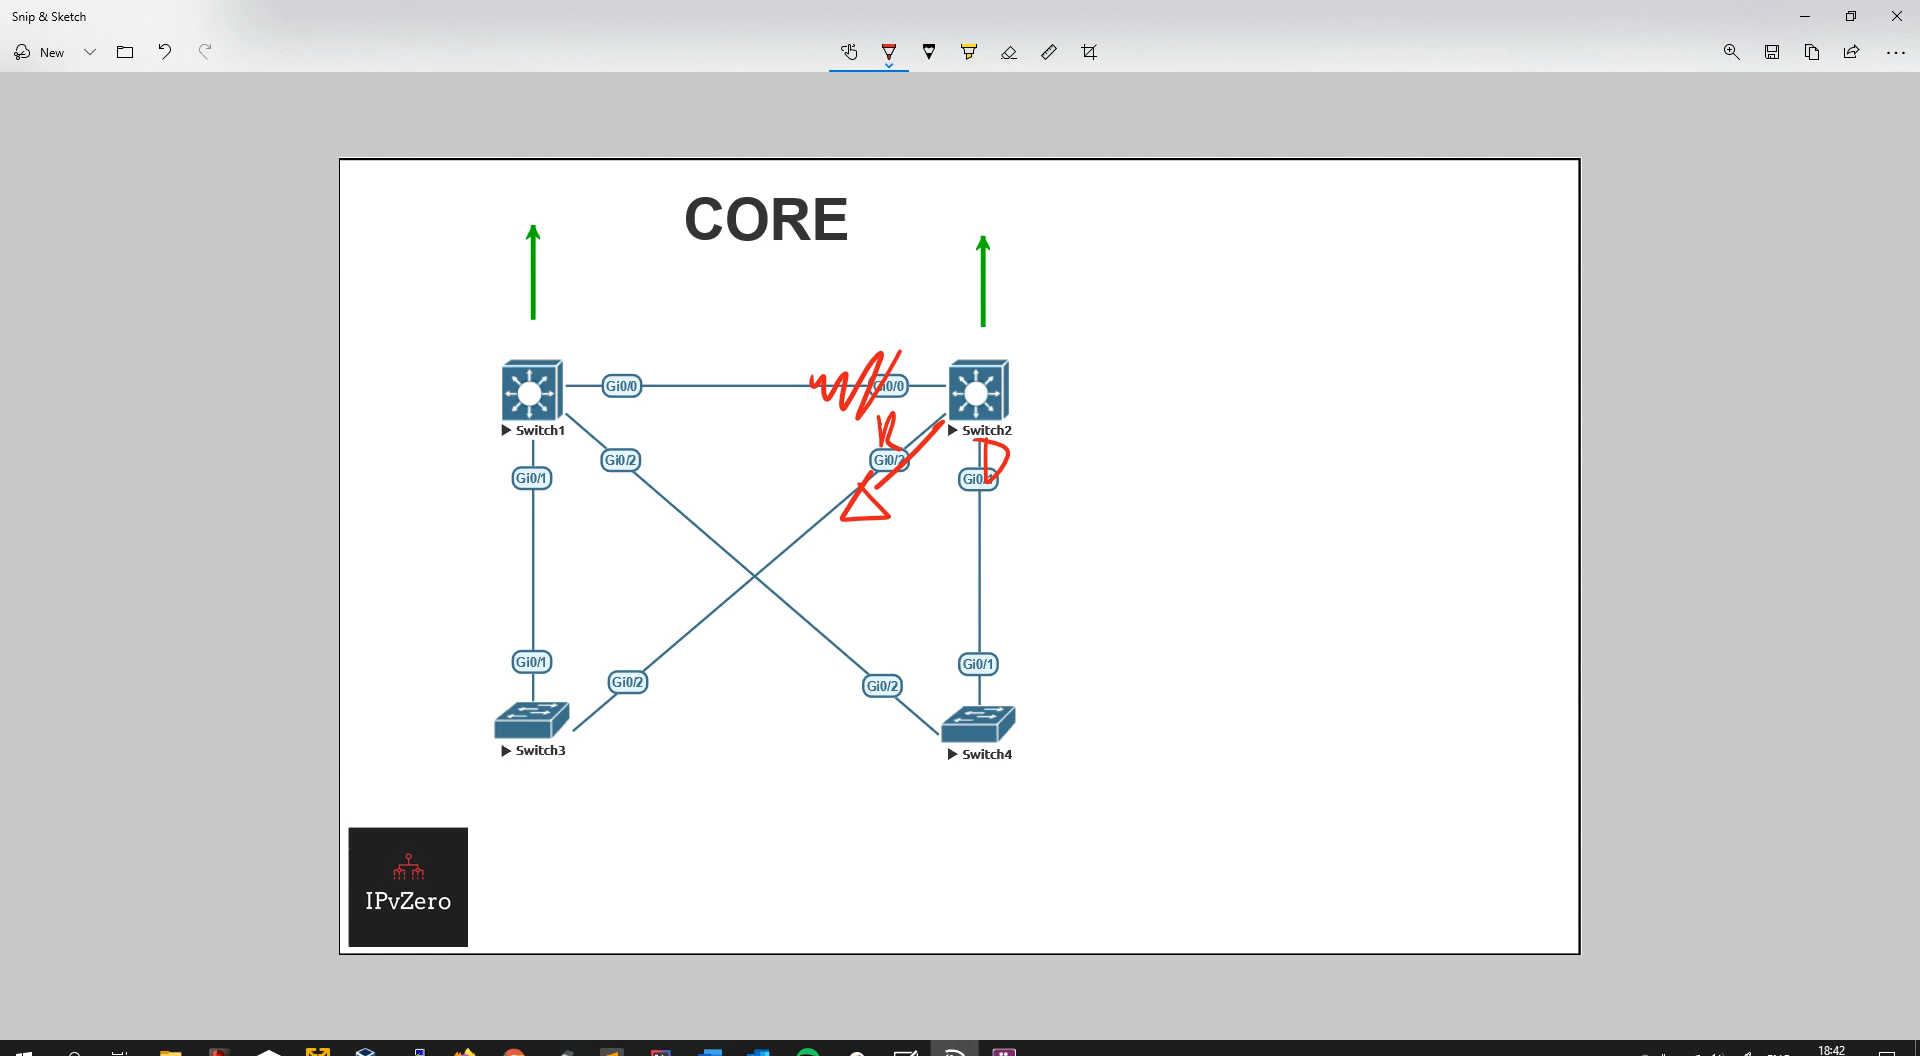 Snip & Sketch
New
CORE
Gi0/0
Gi0/0
Switch1
R
Switch2
D
Gi0/2
Gi0/2
Gi0/1
Gi0/1
Gi0/1
Gi0/1
Gi0/2
Gi0/2
Switch3
Switch4
IPvZero
18:42